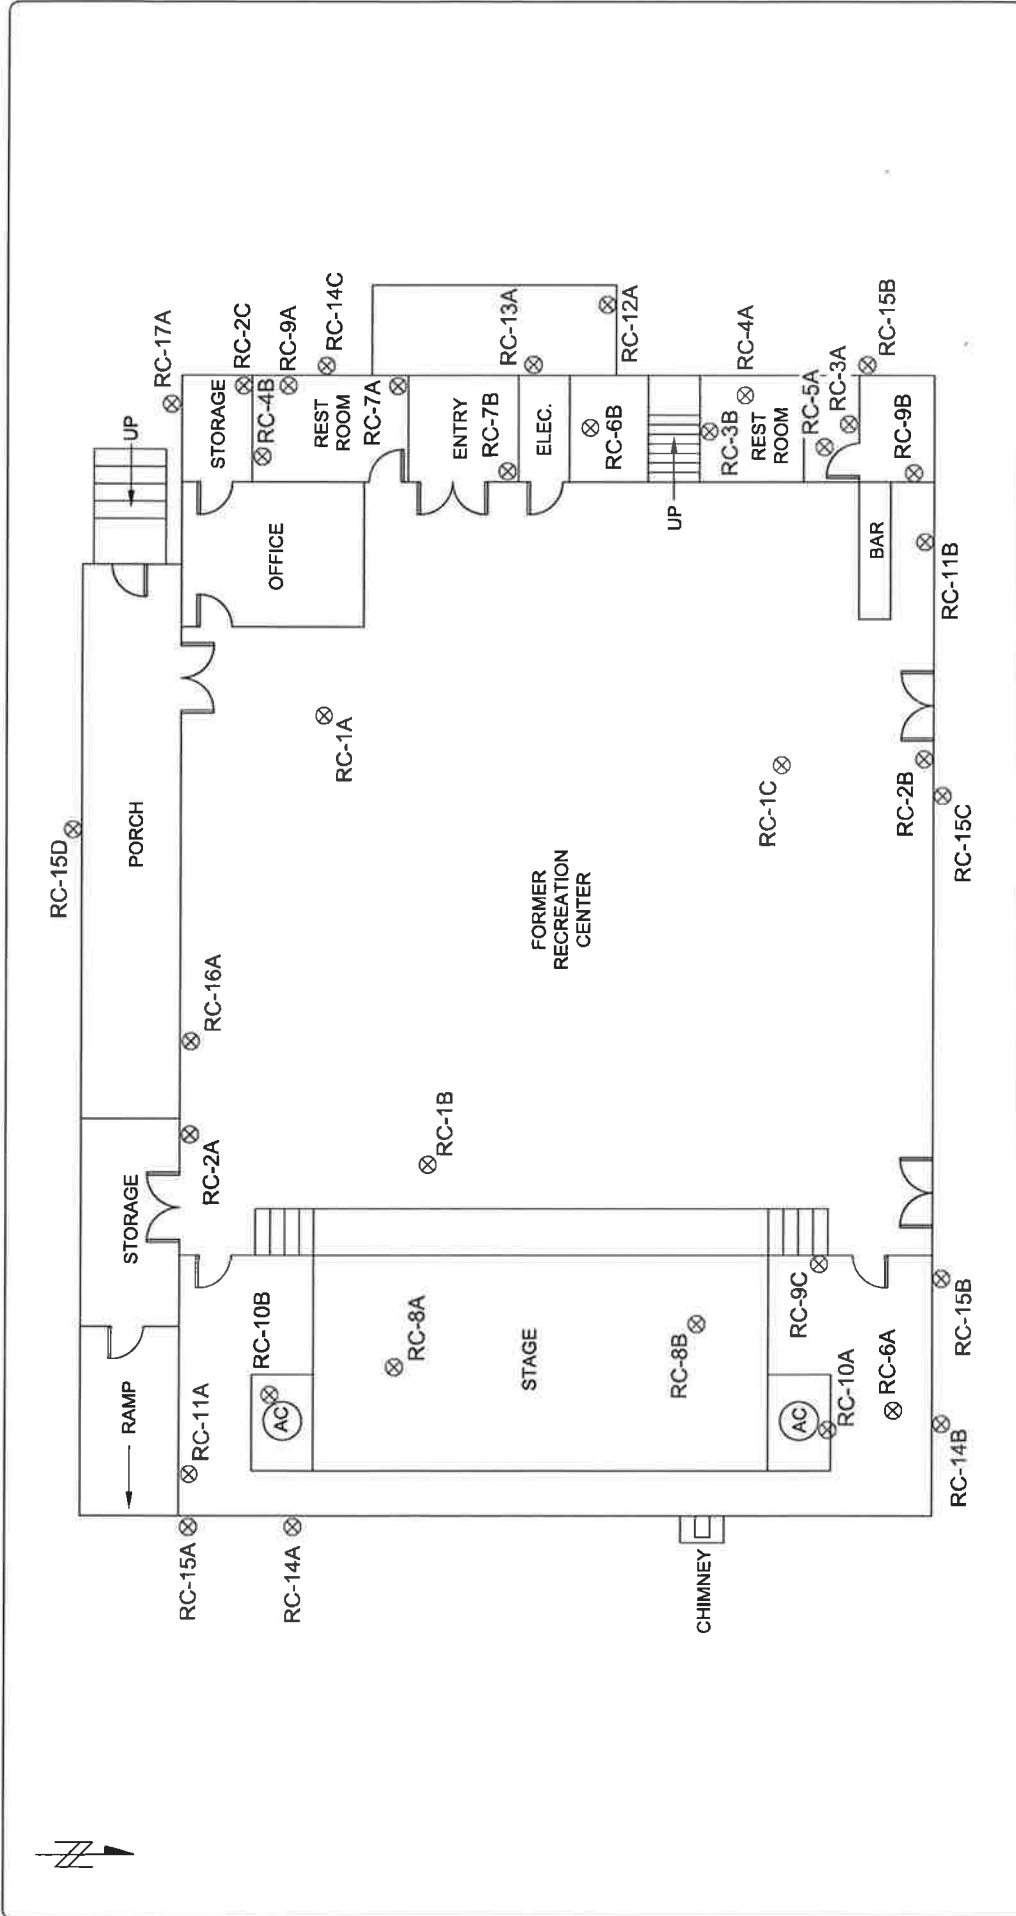 N
RC-15D
RAMP
STORAGE
PORCH
UP
RC-17A
RC-15A
RC-11A
RC-2A
RC-16A
STORAGE
RC-2C
RC-10B
RC-4B
OFFICE
RC-9A
RC-14A
AC
REST
ROOM
RC-14C
RC-1A
RC-7A
RC-8A
RC-1B
ENTRY
RC-7B
RC-13A
STAGE
FORMER
RECREATION
CENTER
ELEC.
RC-6B
RC-12A
UP
RC-8B
CHIMNEY
RC-3B
RC-4A
REST
ROOM
RC-1C
RC-9C
AC
RC-5A
RC-3A
RC-10A
BAR
RC-6A
RC-15B
RC-9B
RC-2B
RC-11B
RC-14B
RC-15B
RC-15C